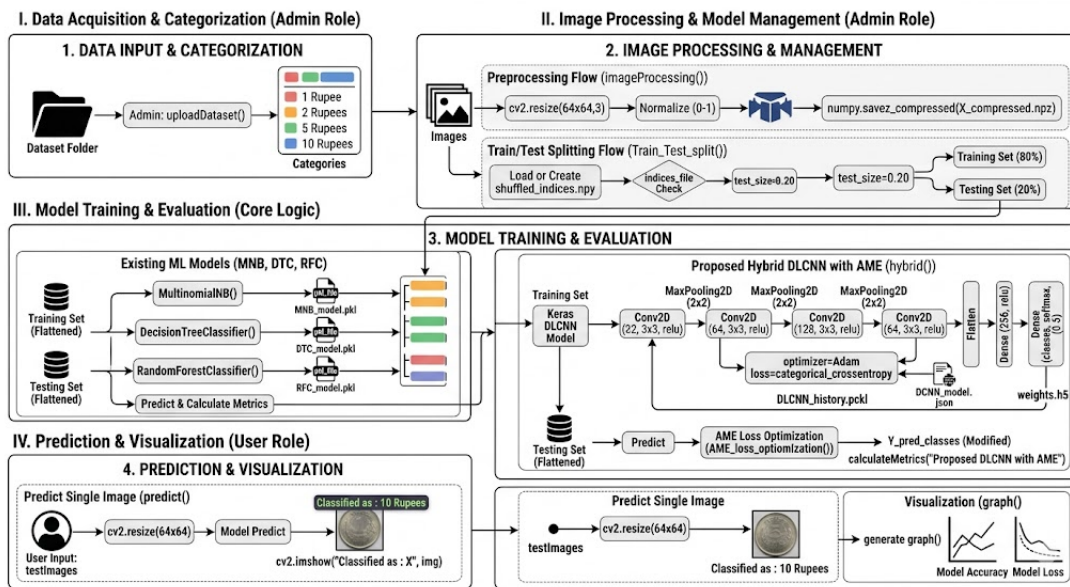 I. Data Acquisition & Categorization (Admin Role)
II. Image Processing & Model Management (Admin Role)
1. DATA INPUT & CATEGORIZATION
Dataset Folder
Admin: uploadDataset()
1 Rupee
2 Rupees
5 Rupees
10 Rupees
Categories
2. IMAGE PROCESSING & MANAGEMENT
Images
Preprocessing Flow (imageProcessing())
cv2.resize(64x64,3)
Normalize (0-1)
numpy.savez_compressed(X_compressed.npz)
Train/Test Splitting Flow (Train_Test_split())
Load or Create
shuffled_indices.npy
indices_file
Check
test_size=0.20
test_size=0.20
Training Set (80%)
Testing Set (20%)
III. Model Training & Evaluation (Core Logic)
3. MODEL TRAINING & EVALUATION
Existing ML Models (MNB, DTC, RFC)
Training Set
(Flattened)
Testing Set
(Flattened)
MultinomialNB()
MNB_model.pkl
DecisionTreeClassifier()
DTC_model.pkl
RandomForestClassifier()
RFC_model.pkl
Predict & Calculate Metrics
Proposed Hybrid DLCNN with AME (hybrid())
Training Set
Keras
DLCNN
Model
MaxPooling2D
(2x2)
MaxPooling2D
(2x2)
MaxPooling2D
(2x2)
Conv2D
(22, 3x3, relu)
Conv2D
(64, 3x3, relu)
Conv2D
(128, 3x3, relu)
Conv2D
(64, 3x3, relu)
Flatten
Dense (256, relu)
Dense
(classes, softmax,
(0 5)
optimizer=Adam
loss=categorical_crossentropy
DCNN_model.
json
weights.h5
DLCNN_history.pckl
Testing Set
(Flattened)
Predict
AME Loss Optimization
(AME_loss_optiomization())
Y_pred_classes (Modified)
calculateMetrics("Proposed DLCNN with AME")
IV. Prediction & Visualization (User Role)
4. PREDICTION & VISUALIZATION
Predict Single Image (predict()
User Input:
testImages
cv2.resize(64x64)
Model Predict
Classified as : 10 Rupees
cv2.imshow("Classified as : X", img)
Predict Single Image
testImages
cv2.resize(64x64)
Classified as : 10 Rupees
Visualization (graph()
generate graph()
Model Accuracy
Model Loss